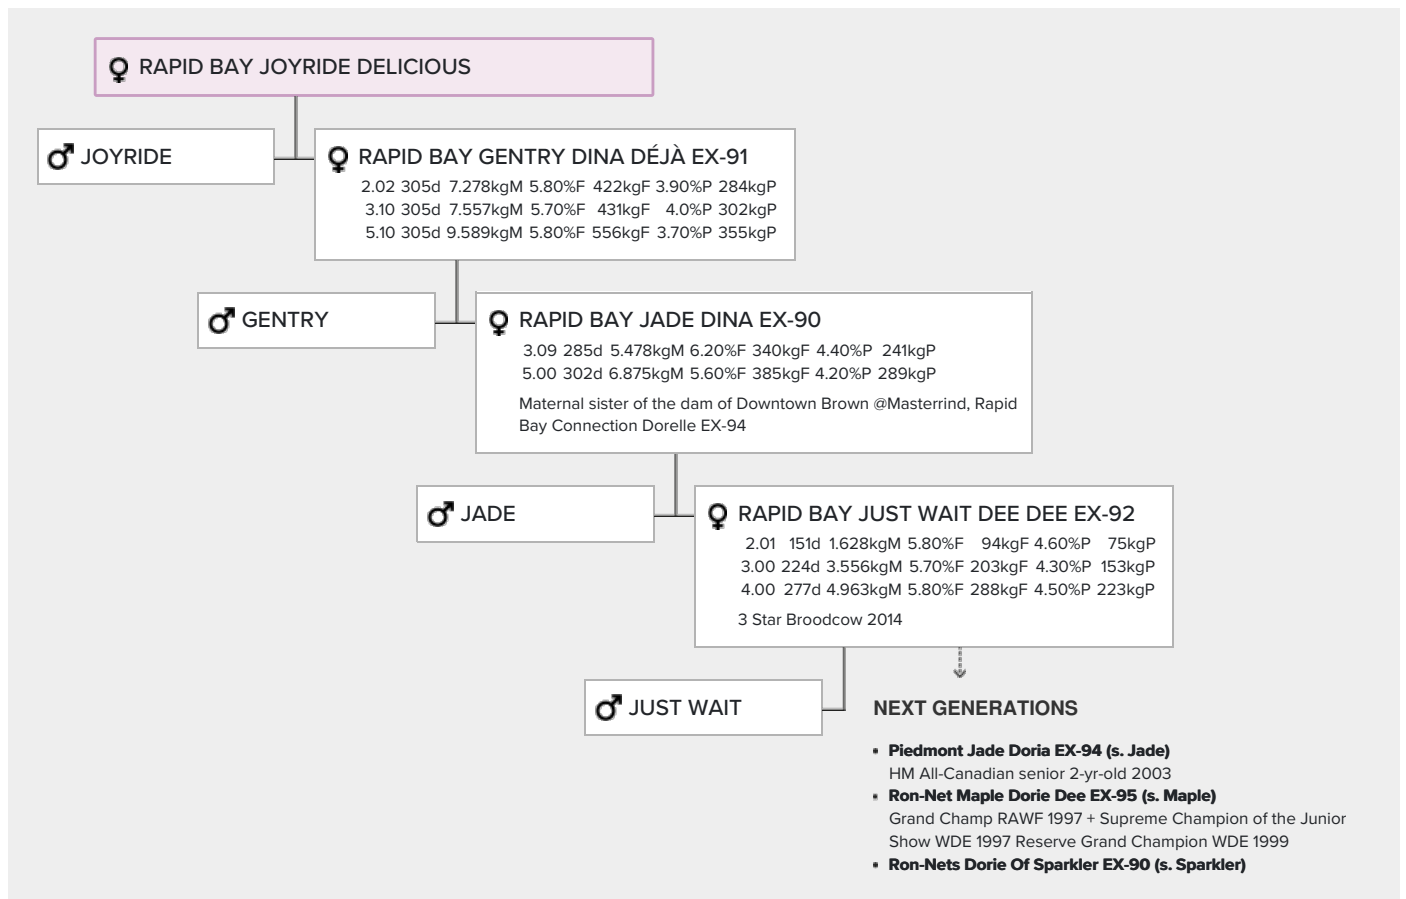 RAPID BAY JOYRIDE DELICIOUS
JOYRIDE
RAPID BAY GENTRY DINA DÉJÀ EX-91
2.02 305d 7.278kgM 5.80%F 422kgF 3.90%P 284kgP
3.10 305d 7.557kgM 5.70%F 431kgF 4.0%P 302kgP
5.10 305d 9.589kgM 5.80%F 556kgF 3.70%P 355kgP
GENTRY
RAPID BAY JADE DINA EX-90
3.09 285d 5.478kgM 6.20%F 340kgF 4.40%P 241kgP
5.00 302d 6.875kgM 5.60%F 385kgF 4.20%P 289kgP
Maternal sister of the dam of Downtown Brown @Masterrind, Rapid
Bay Connection Dorelle EX-94
JADE
RAPID BAY JUST WAIT DEE DEE EX-92
2.01 151d 1.628kgM 5.80%F 94kgF 4.60%P 75kgP
3.00 224d 3.556kgM 5.70%F 203kgF 4.30%P 153kgP
4.00 277d 4.963kgM 5.80%F 288kgF 4.50%P 223kgP
3 Star Broodcow 2014
JUST WAIT
NEXT GENERATIONS
▪ Piedmont Jade Doria EX-94 (s. Jade)
HM All-Canadian senior 2-yr-old 2003
▪ Ron-Net Maple Dorie Dee EX-95 (s. Maple)
Grand Champ RAWF 1997 + Supreme Champion of the Junior
Show WDE 1997 Reserve Grand Champion WDE 1999
▪ Ron-Nets Dorie Of Sparkler EX-90 (s. Sparkler)